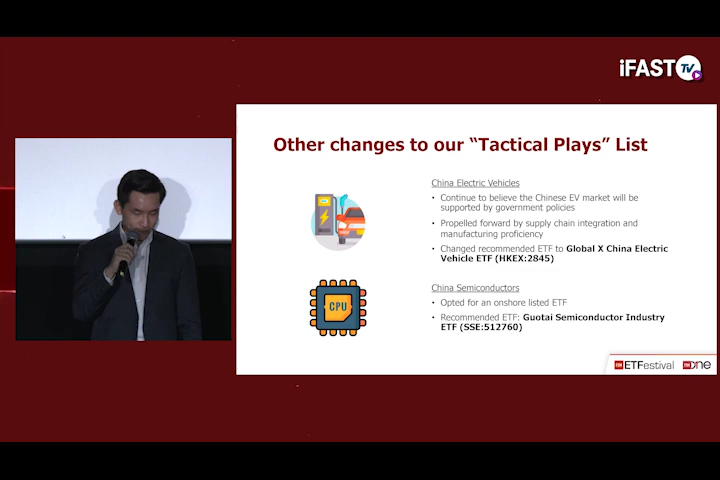 iFAST TV
Other changes to our “Tactical Plays” List
China Electric Vehicles
• Continue to believe the Chinese EV market will be
supported by government policies
• Propelled forward by supply chain integration and
manufacturing proficiency
• Changed recommended ETF to Global X China Electric
Vehicle ETF (HKEX:2845)
CPU
China Semiconductors
• Opted for an onshore listed ETF
• Recommended ETF: Guotai Semiconductor Industry
ETF (SSE:512760)
ETFestival
One